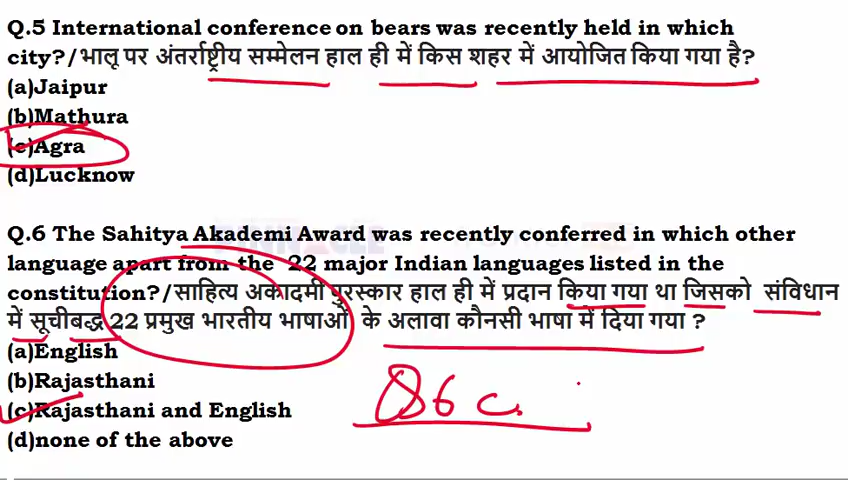 Q.5 International conference on bears was recently held in which
city?/भालू पर अंतर्राष्ट्रीय सम्मेलन हाल ही में किस शहर में आयोजित किया गया है?
(a)Jaipur
(b)Mathura
(c)Agra
(d)Lucknow
Q.6 The Sahitya Akademi Award was recently conferred in which other
language apart from the 22 major Indian languages listed in the
constitution?/साहित्य अकादमी पुरस्कार हाल ही में प्रदान किया गया था जिसको संविधान
में सूचीबद्ध 22 प्रमुख भारतीय भाषाओं के अलावा कौनसी भाषा में दिया गया ?
(a)English
(b)Rajasthani
(c)Rajasthani and English
(d)none of the above